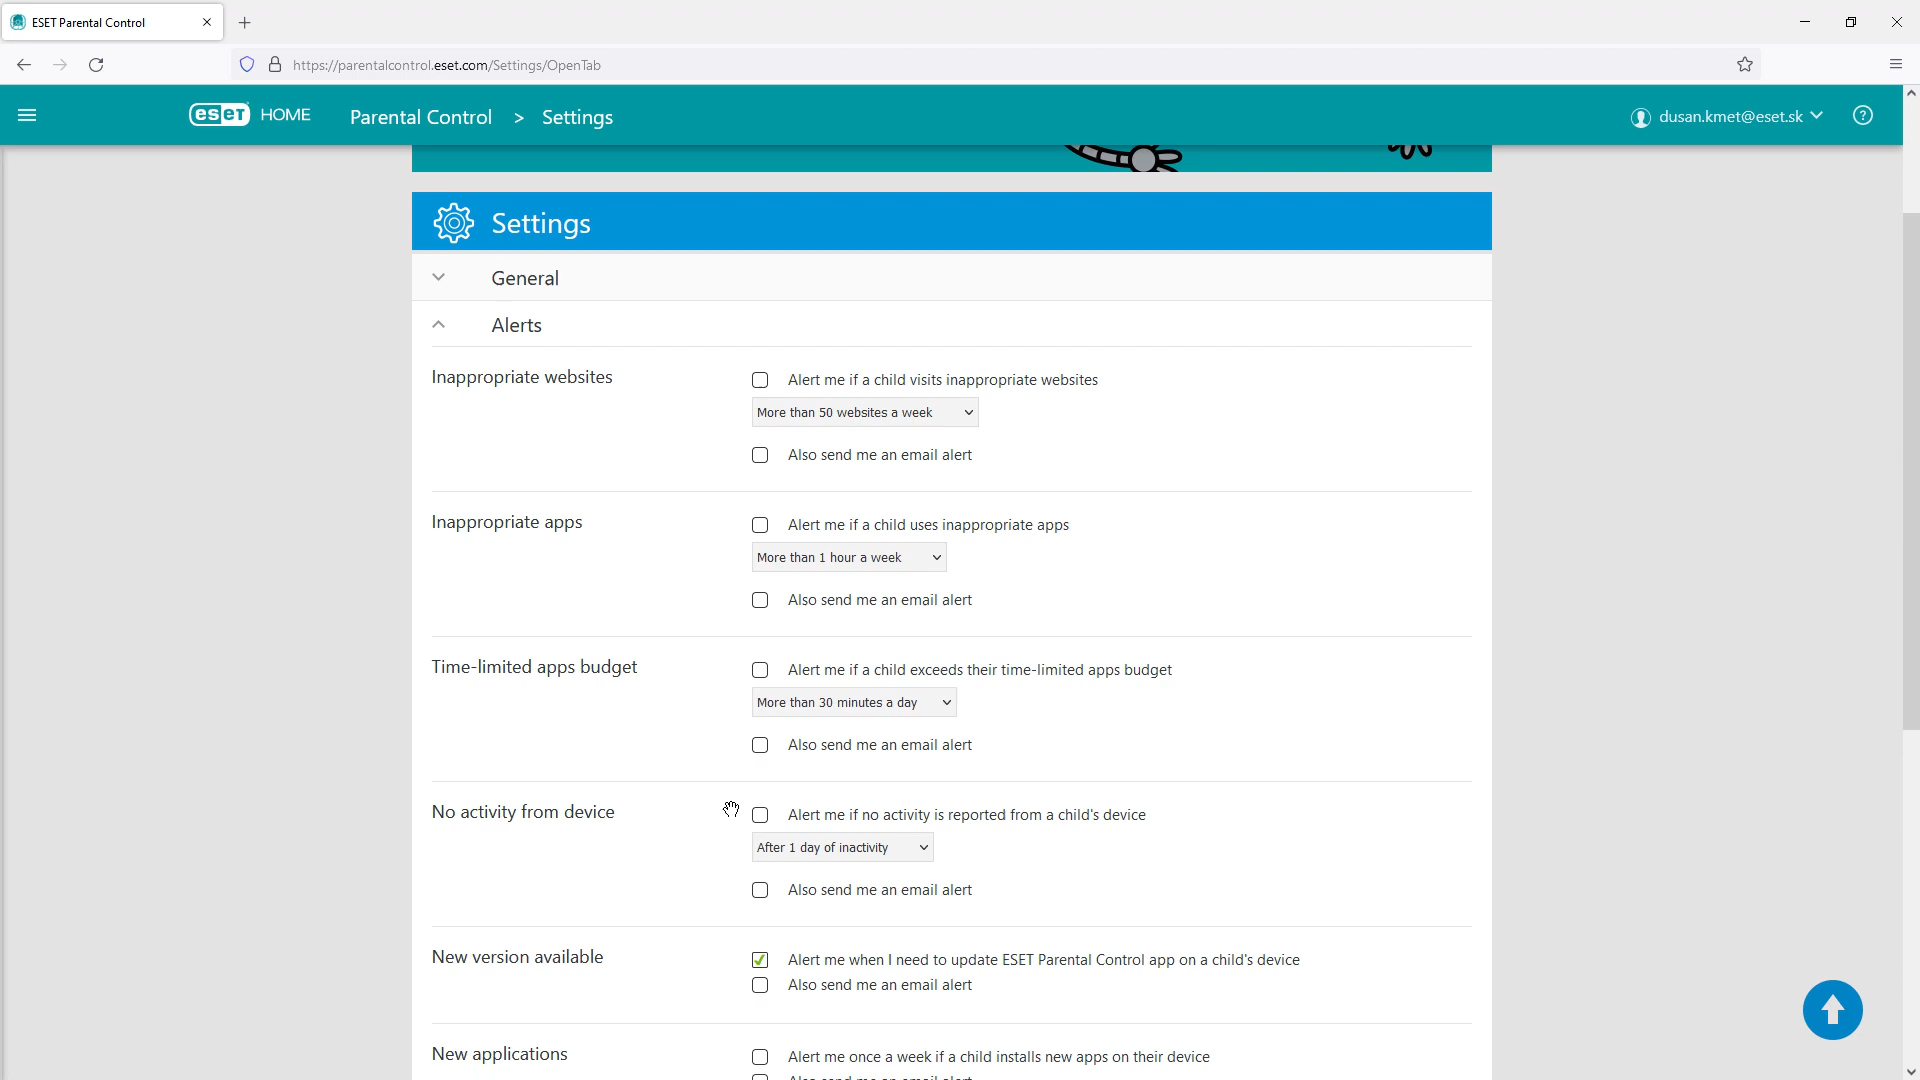 ESET Parental Control
https://parentalcontrol.eset.com/Settings/OpenTab
eset HOME
Parental Control > Settings
dusan.kmet@eset.sk
?
Settings
General
Alerts
Inappropriate websites
Alert me if a child visits inappropriate websites
More than 50 websites a week
Also send me an email alert
Inappropriate apps
Alert me if a child uses inappropriate apps
More than 1 hour a week
Also send me an email alert
Time-limited apps budget
Alert me if a child exceeds their time-limited apps budget
More than 30 minutes a day
Also send me an email alert
No activity from device
Alert me if no activity is reported from a child's device
After 1 day of inactivity
Also send me an email alert
New version available
Alert me when I need to update ESET Parental Control app on a child's device
Also send me an email alert
New applications
Alert me once a week if a child installs new apps on their device